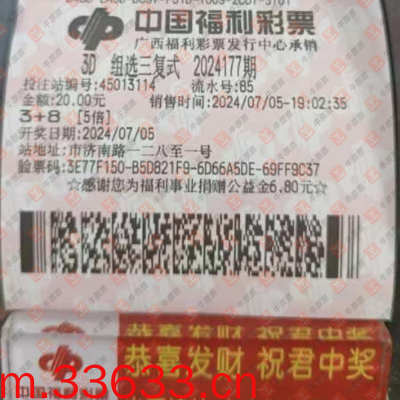 中国福利彩票
广西福利彩票发行中心承销
3D 组选三复式 2024177期
投注站编号:45013114 流水号:85
金额:20.00元 销售时间:2024/07/05-19:02:35
3+8 [5倍]
开奖日期:2024/07/05
站址:市济南路一二八至一号
验票码:3E77F150-B5D821F9-6D66A5DE-69FF9C37
☆感谢您为福利事业捐赠公益金6.80元☆
恭喜发财 祝君中奖
恭喜发财 祝君中奖
中国福利彩票
m.33633.cn